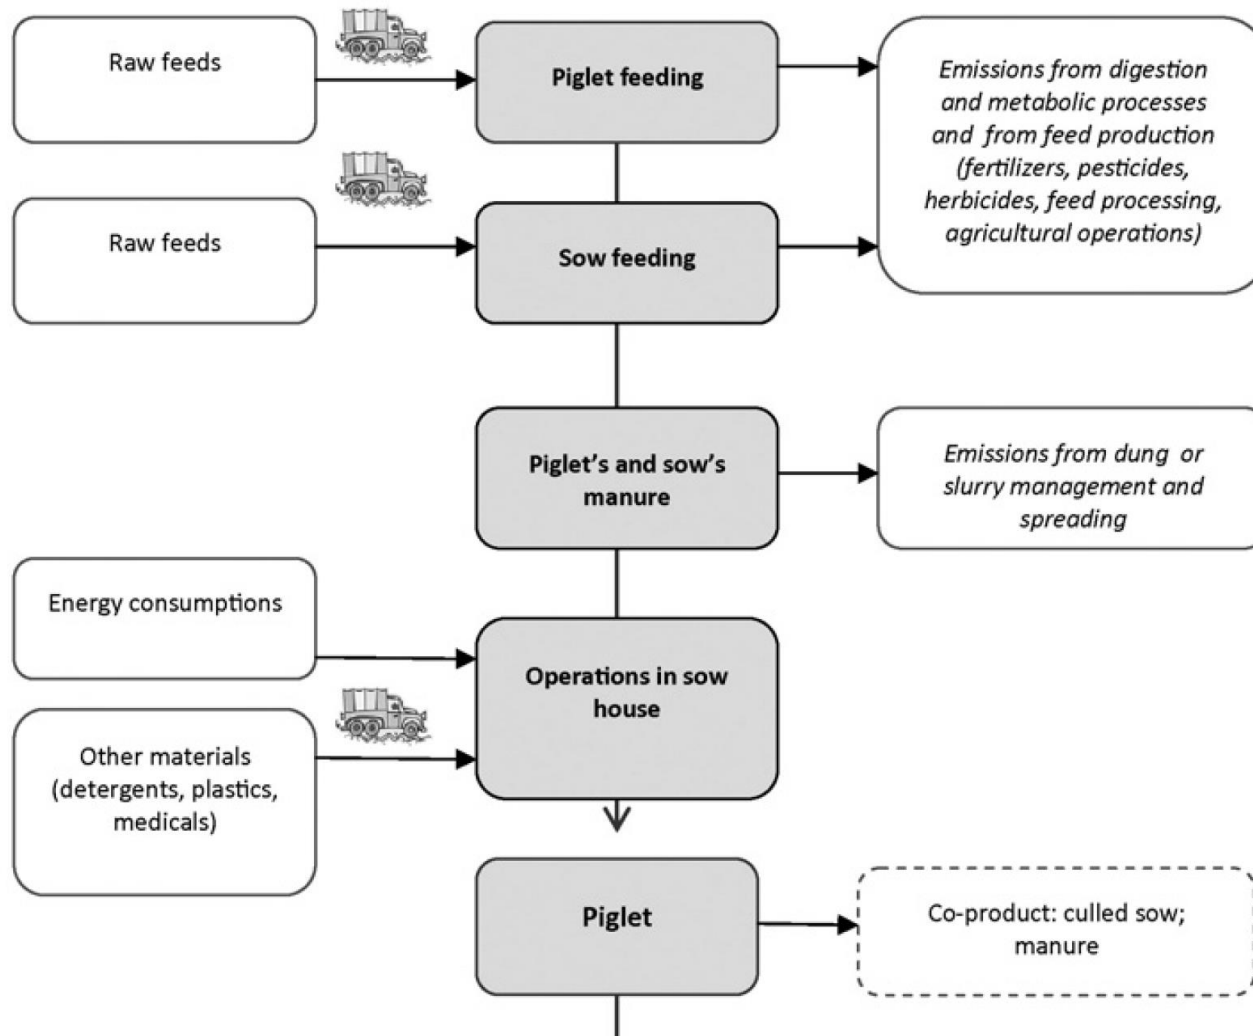 Raw feeds
Piglet feeding
Emissions from digestion
and metabolic processes
and from feed production
(fertilizers, pesticides,
herbicides, feed processing,
agricultural operations)
Raw feeds
Sow feeding
Piglet’s and sow’s
manure
Emissions from dung or
slurry management and
spreading
Energy consumptions
Operations in sow
house
Other materials
(detergents, plastics,
medicals)
Piglet
Co-product: culled sow;
manure